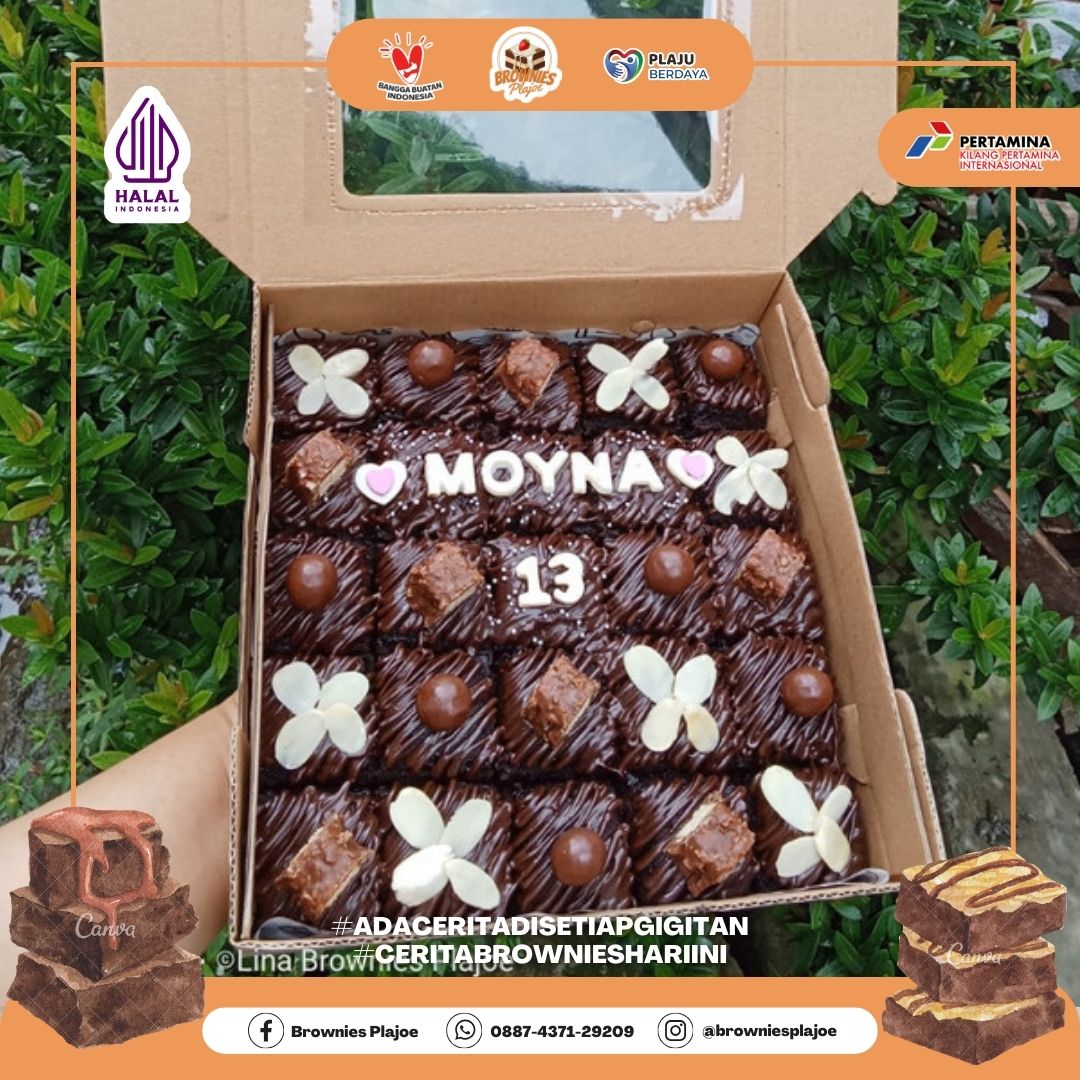 BANGGA BUATAN
INDONESIA
BROWNIES
Plajoe
PLAJU
BERDAYA
HALAL
INDONESIA
PERTAMINA
KILANG PERTAMINA
INTERNASIONAL
MOYNA
13
#ADACERITADISETIAPGIGITAN
#CERITABROWNIESHARIINI
©Lina Brownies Plajoe
Canva
Canva
Brownies Plajoe
0887-4371-29209
@browniesplajoe